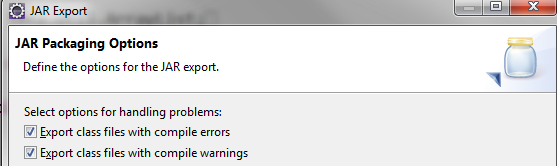 JAR Export
JAR Packaging Options
Define the options for the JAR export.
Select options for handling problems:
Export class files with compile errors
Export class files with compile warnings